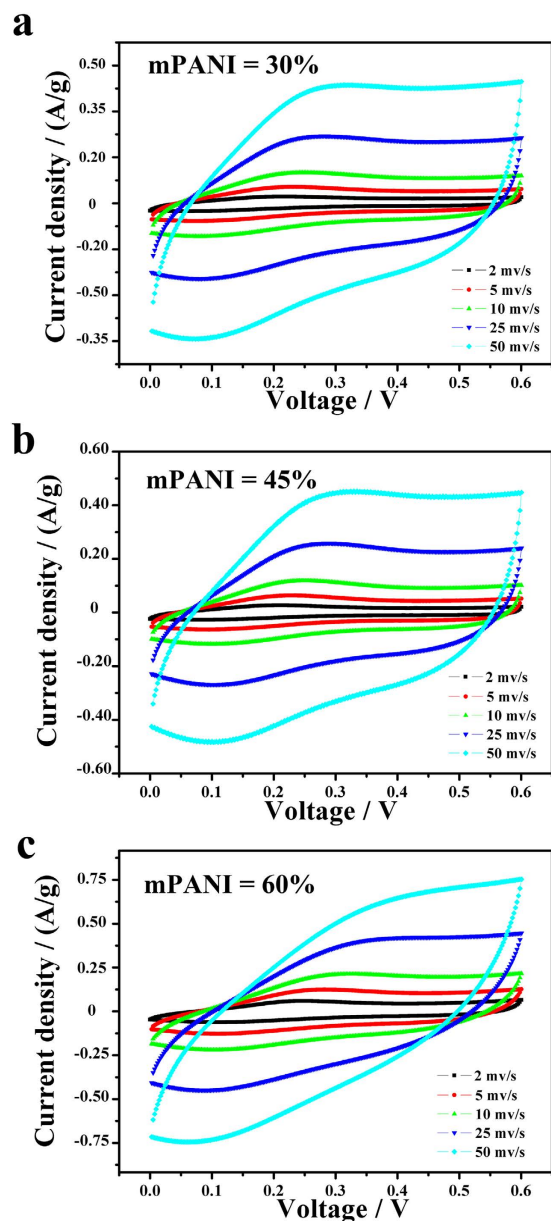 a
mPANI = 30%
Current density / (A/g)
0.50
0.35
0.20
0
-0.20
-0.50
-0.35
2 mv/s
5 mv/s
10 mv/s
25 mv/s
50 mv/s
0.0 0.1 0.2 0.3 0.4 0.5 0.6
Voltage / V
b
mPANI = 45%
Current density / (A/g)
0.60
0.40
0.20
0
-0.20
-0.40
-0.60
2 mv/s
5 mv/s
10 mv/s
25 mv/s
50 mv/s
0.0 0.1 0.2 0.3 0.4 0.5 0.6
Voltage / V
c
mPANI = 60%
Current density / (A/g)
0.75
0.50
0.25
0
-0.25
-0.50
-0.75
2 mv/s
5 mv/s
10 mv/s
25 mv/s
50 mv/s
0.0 0.1 0.2 0.3 0.4 0.5 0.6
Voltage / V